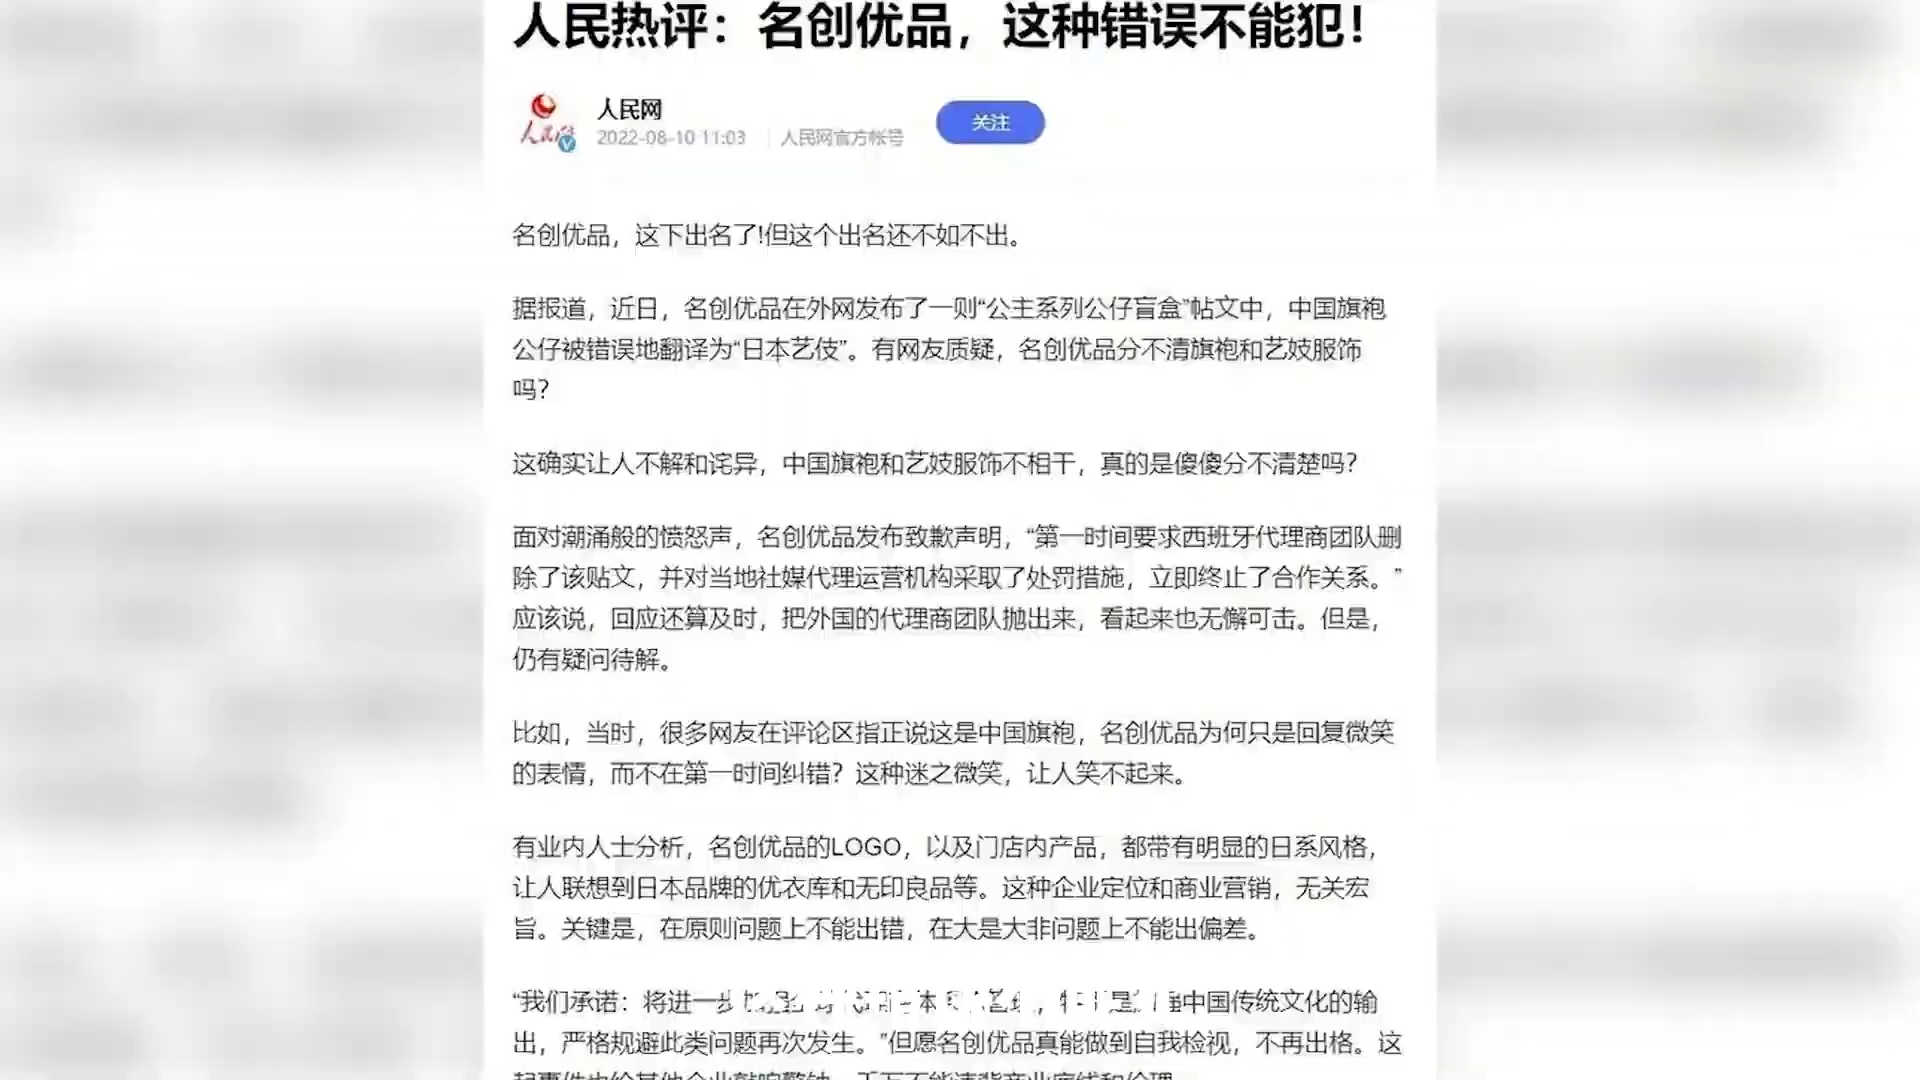 人民热评：名创优品，这种错误不能犯！
人民网
2022-08-10 11:03 人民网官方帐号
关注
名创优品，这下出名了!但这个出名还不如不出。
据报道，近日，名创优品在外网发布了一则“公主系列公仔盲盒”帖文中，中国旗袍
公仔被错误地翻译为“日本艺伎”。有网友质疑，名创优品分不清旗袍和艺妓服饰
吗？
这确实让人不解和诧异，中国旗袍和艺妓服饰不相干，真的是傻傻分不清楚吗？
面对潮涌般的愤怒声，名创优品发布致歉声明，“第一时间要求西班牙代理商团队删
除了该贴文，并对当地社媒代理运营机构采取了处罚措施，立即终止了合作关系。”
应该说，回应还算及时，把外国的代理商团队抛出来，看起来也无懈可击。但是，
仍有疑问待解。
比如，当时，很多网友在评论区指正说这是中国旗袍，名创优品为何只是回复微笑
的表情，而不在第一时间纠错？这种迷之微笑，让人笑不起来。
有业内人士分析，名创优品的LOGO，以及门店内产品，都带有明显的日系风格，
让人联想到日本品牌的优衣库和无印良品等。这种企业定位和商业营销，无关宏
旨。关键是，在原则问题上不能出错，在大是大非问题上不能出偏差。
“我们承诺：将进一步 中国传统文化的输
出，严格规避此类问题再次发生。”但愿名创优品真能做到自我检视，不再出格。这